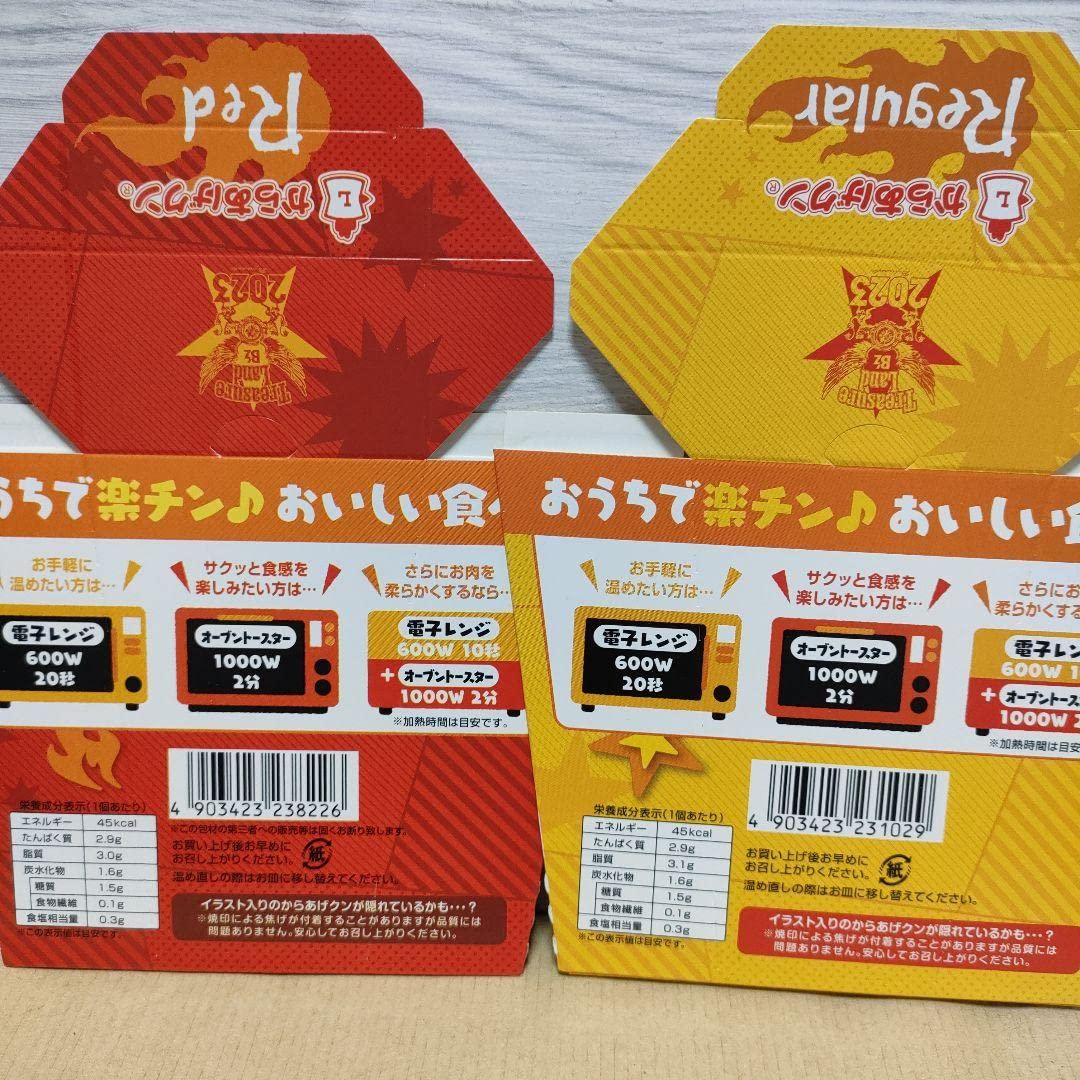 Red
L からあげクン®
2023
B'z
Treasure
Land
おうちで楽チン♪おいしい食べ
お手軽に
温めたい方は…
電子レンジ
600W
20秒
サクッと食感を
楽しみたい方は…
オーブントースター
1000W
2分
さらにお肉を
柔らかくするなら…
電子レンジ
600W 10秒
+ オーブントースター
1000W 2分
※加熱時間は目安です。
4 903423 238226
栄養成分表示(1個あたり)
エネルギー 45kcal
たんぱく質 2.9g
脂質 3.0g
炭水化物 1.6g
糖質 1.5g
食物繊維 0.1g
食塩相当量 0.3g
※この表示値は目安です。
※この包材の第三者への販売等は固くお断り致します。
お買い上げ後お早めに
お召し上がりください。
紙
温め直しの際はお皿に移し替えてください。
イラスト入りのからあげクンが隠れているかも・・・?
※焼印による焦げが付着することがありますが品質には
問題ありません。安心してお召し上がりください。
Regular
L からあげクン®
2023
B'z
Treasure
Land
おうちで楽チン♪おいしい食
お手軽に
温めたい方は…
電子レンジ
600W
20秒
サクッと食感を
楽しみたい方は…
オーブントースター
1000W
2分
さらにお
柔らかくする
電子レン
600W 1
+ オーブントース
1000W 2
※加熱時間は目安で
4 903423 231029
栄養成分表示(1個あたり)
エネルギー 45kcal
たんぱく質 2.9g
脂質 3.1g
炭水化物 1.6g
糖質 1.5g
食物繊維 0.1g
食塩相当量 0.3g
※この表示値は目安です。
お買い上げ後お早めに
お召し上がりください。
紙
温め直しの際はお皿に移し替えてください。
イラスト入りのからあげクンが隠れているかも・・・?
※焼印による焦げが付着することがありますが品質には
問題ありません。安心してお召し上がりください。